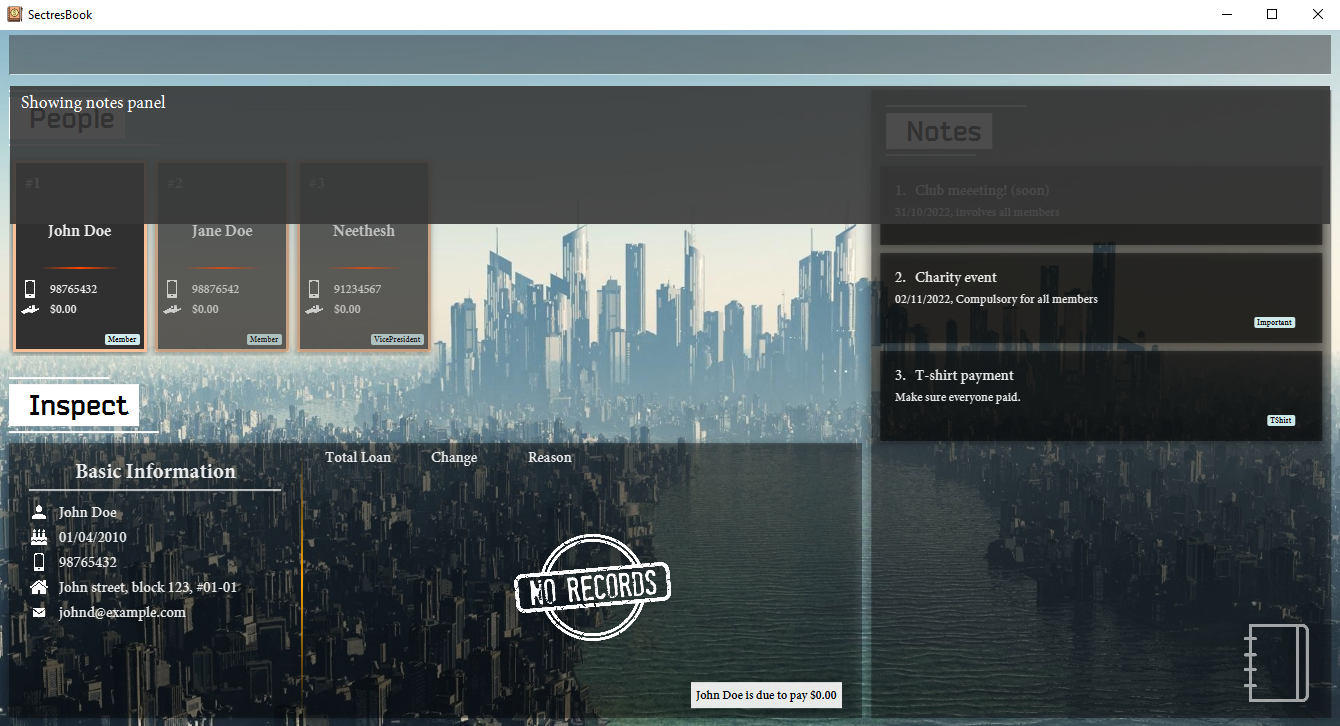 SectresBook
Showing notes panel
People
#1
John Doe
98765432
$0.00
Member
#2
Jane Doe
98876542
$0.00
Member
#3
Neethesh
91234567
$0.00
VicePresident
Inspect
Basic Information
John Doe
01/04/2010
98765432
John street, block 123, #01-01
johnd@example.com
Total Loan Change Reason
NO RECORDS
John Doe is due to pay $0.00
Notes
1. Club meeeting! (soon)
31/10/2022, involves all members
2. Charity event
02/11/2022, Compulsory for all members
Important
3. T-shirt payment
Make sure everyone paid.
TShirt